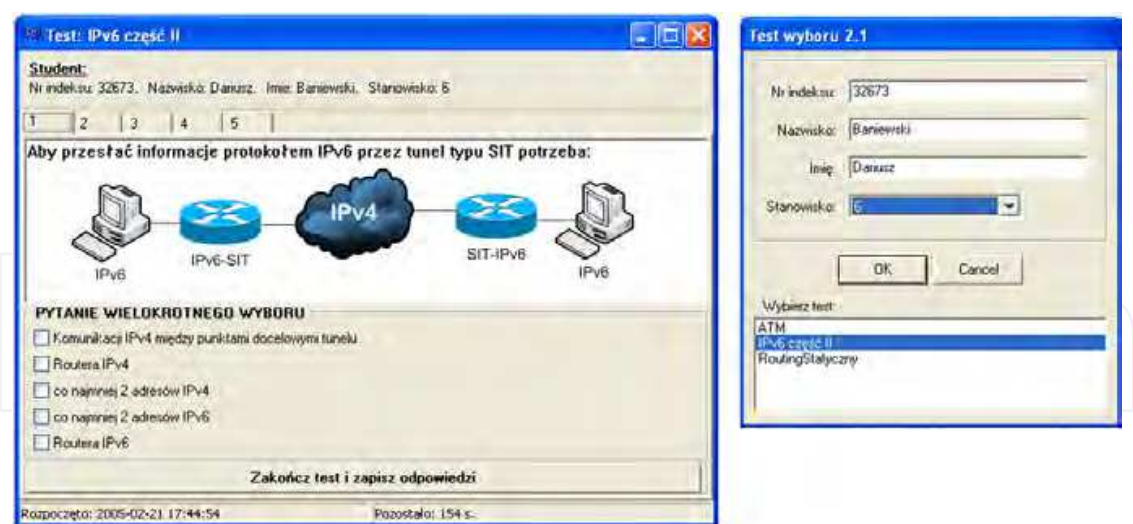 Test: IPv6 część II
Student:
Nr indeksu: 32673. Nazwisko: Dariusz. Imie: Baniewski. Stanowisko: 6
1 2 3 4 5
Aby przesłać informacje protokołem IPv6 przez tunel typu SIT potrzeba:
IPv4
IPv6
IPv6-SIT
SIT-IPv6
IPv6
PYTANIE WIELOKROTNEGO WYBORU
Komunikacji IPv4 między punktami docelowymi tunelu
Routera IPv4
co najmniej 2 adresów IPv4
co najmniej 2 adresów IPv6
Routera IPv6
Zakończ test i zapisz odpowiedzi
Rozpoczęto: 2005-02-21 17:44:54 Pozostało: 154 s.
Test wyboru 2.1
Nr indeksu: 32673
Nazwisko: Baniewski
Imię: Dariusz
Stanowisko: 6
OK Cancel
Wybierz test:
ATM
IPv6 część II
RoutingStatyczny